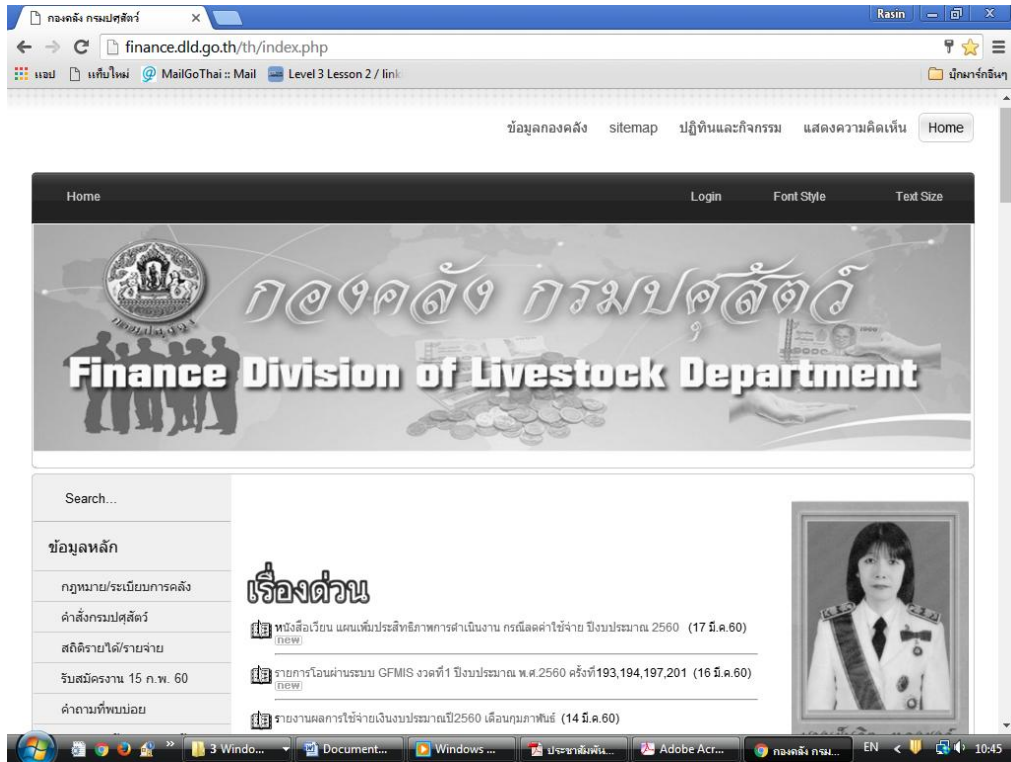 กองคลัง กรมปศุสัตว์
Rasin
finance.dld.go.th/th/index.php
แอป แท็บใหม่ MailGoThai :: Mail Level 3 Lesson 2 / link บุ๊กมาร์กอื่นๆ
ข้อมูลกองคลัง sitemap ปฏิทินและกิจกรรม แสดงความคิดเห็น Home
Home Login Font Style Text Size
กองคลัง กรมปศุสัตว์
Finance Division of Livestock Department
Search...
ข้อมูลหลัก
กฎหมาย/ระเบียบการคลัง
คำสั่งกรมปศุสัตว์
สถิติรายได้/รายจ่าย
รับสมัครงาน 15 ก.พ. 60
คำถามที่พบบ่อย
เรื่องด่วน
หนังสือเวียน แผนเพิ่มประสิทธิภาพการดำเนินงาน กรณีลดค่าใช้จ่าย ปีงบประมาณ 2560 (17 มี.ค.60)
new
รายการโอนผ่านระบบ GFMIS งวดที่1 ปีงบประมาณ พ.ศ.2560 ครั้งที่193,194,197,201 (16 มี.ค.60)
new
รายงานผลการใช้จ่ายเงินงบประมาณปี2560 เดือนกุมภาพันธ์ (14 มี.ค.60)
3 Windo... Document... Windows ... ประชาสัมพัน... Adobe Acr... กองคลัง กรม... EN 10:45